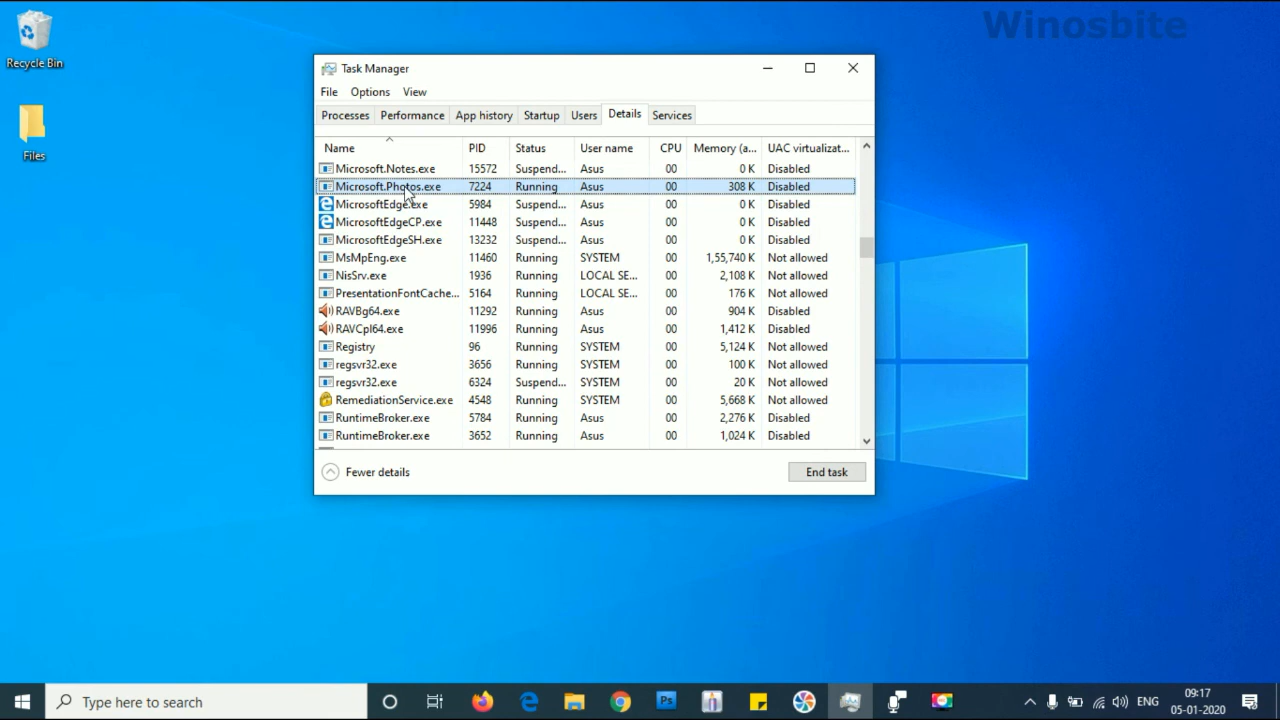 Winosbite
Recycle Bin
Files
Task Manager
File Options View
Processes Performance App history Startup Users Details Services
Name PID Status User name CPU Memory (a... UAC virtualizat...
Microsoft.Notes.exe 15572 Suspend... Asus 00 0 K Disabled
Microsoft.Photos.exe 7224 Running Asus 00 308 K Disabled
MicrosoftEdge.exe 5984 Suspend... Asus 00 0 K Disabled
MicrosoftEdgeCP.exe 11448 Suspend... Asus 00 0 K Disabled
MicrosoftEdgeSH.exe 13232 Suspend... Asus 00 0 K Disabled
MsMpEng.exe 11460 Running SYSTEM 00 1,55,740 K Not allowed
NisSrv.exe 1936 Running LOCAL SE... 00 2,108 K Not allowed
PresentationFontCache... 5164 Running LOCAL SE... 00 176 K Not allowed
RAVBg64.exe 11292 Running Asus 00 904 K Disabled
RAVCpl64.exe 11996 Running Asus 00 1,412 K Disabled
Registry 96 Running SYSTEM 00 5,124 K Not allowed
regsvr32.exe 3656 Running SYSTEM 00 100 K Not allowed
regsvr32.exe 6324 Suspend... SYSTEM 00 20 K Not allowed
RemediationService.exe 4548 Running SYSTEM 00 5,668 K Not allowed
RuntimeBroker.exe 5784 Running Asus 00 2,276 K Disabled
RuntimeBroker.exe 3652 Running Asus 00 1,024 K Disabled
Fewer details End task
Type here to search Ps ENG 09:17
05-01-2020